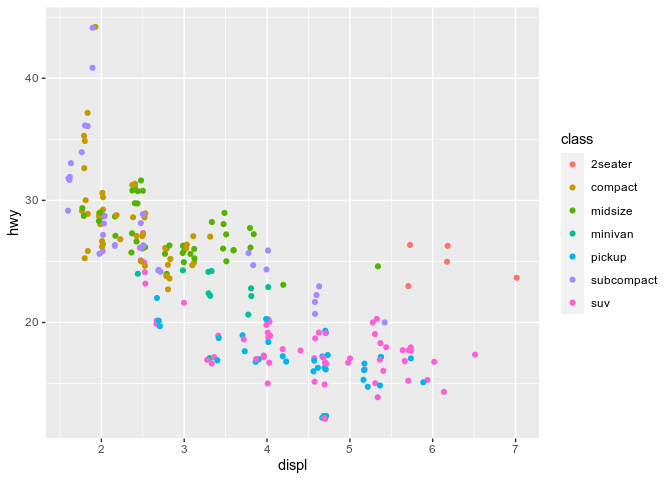 class
2seater
compact
midsize
minivan
pickup
subcompact
suv
hwy
40
30
20
2 3 4 5 6 7
displ